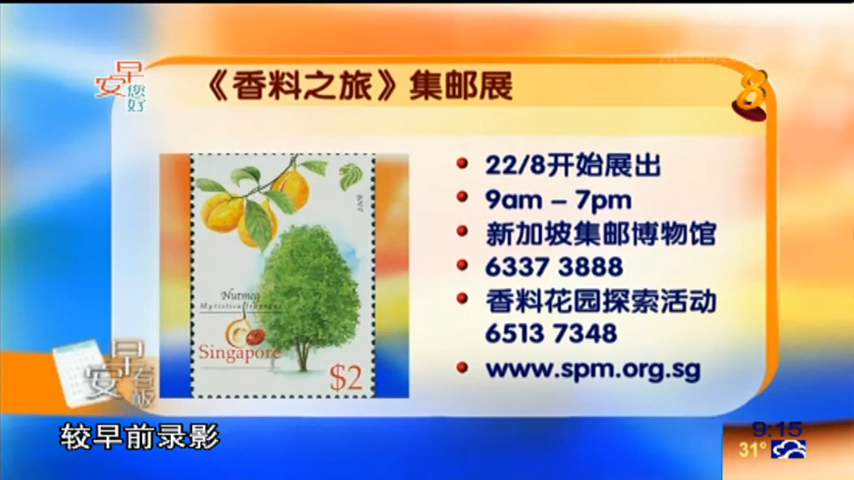 早安您好
《香料之旅》集邮展
8
22/8开始展出
9am – 7pm
新加坡集邮博物馆
6337 3888
香料花园探索活动
6513 7348
www.spm.org.sg
Nutmeg
Singapore
$2
早安看板
较早前录影
9:15
31°